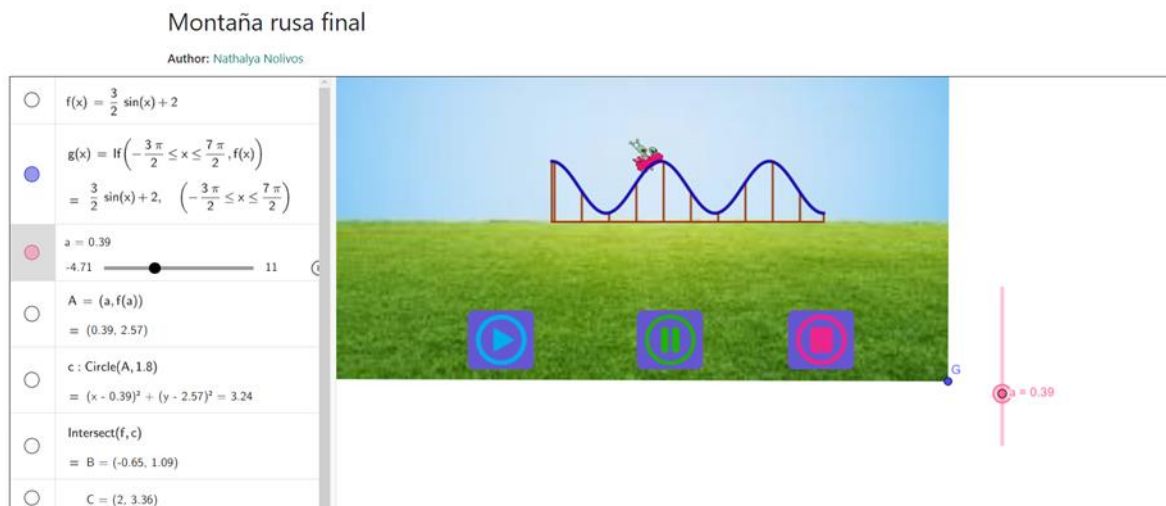 Montaña rusa final
Author: Nathalya Nolivos
f(x) = 3/2 sin(x) + 2
g(x) = If(-3π/2 ≤ x ≤ 7π/2, f(x))
= 3/2 sin(x) + 2, (-3π/2 ≤ x ≤ 7π/2)
a = 0.39
-4.71 11
A = (a, f(a))
= (0.39, 2.57)
c : Circle(A, 1.8)
= (x - 0.39)² + (y - 2.57)² = 3.24
Intersect(f, c)
= B = (-0.65, 1.09)
C = (2, 3.36)
G
a = 0.39